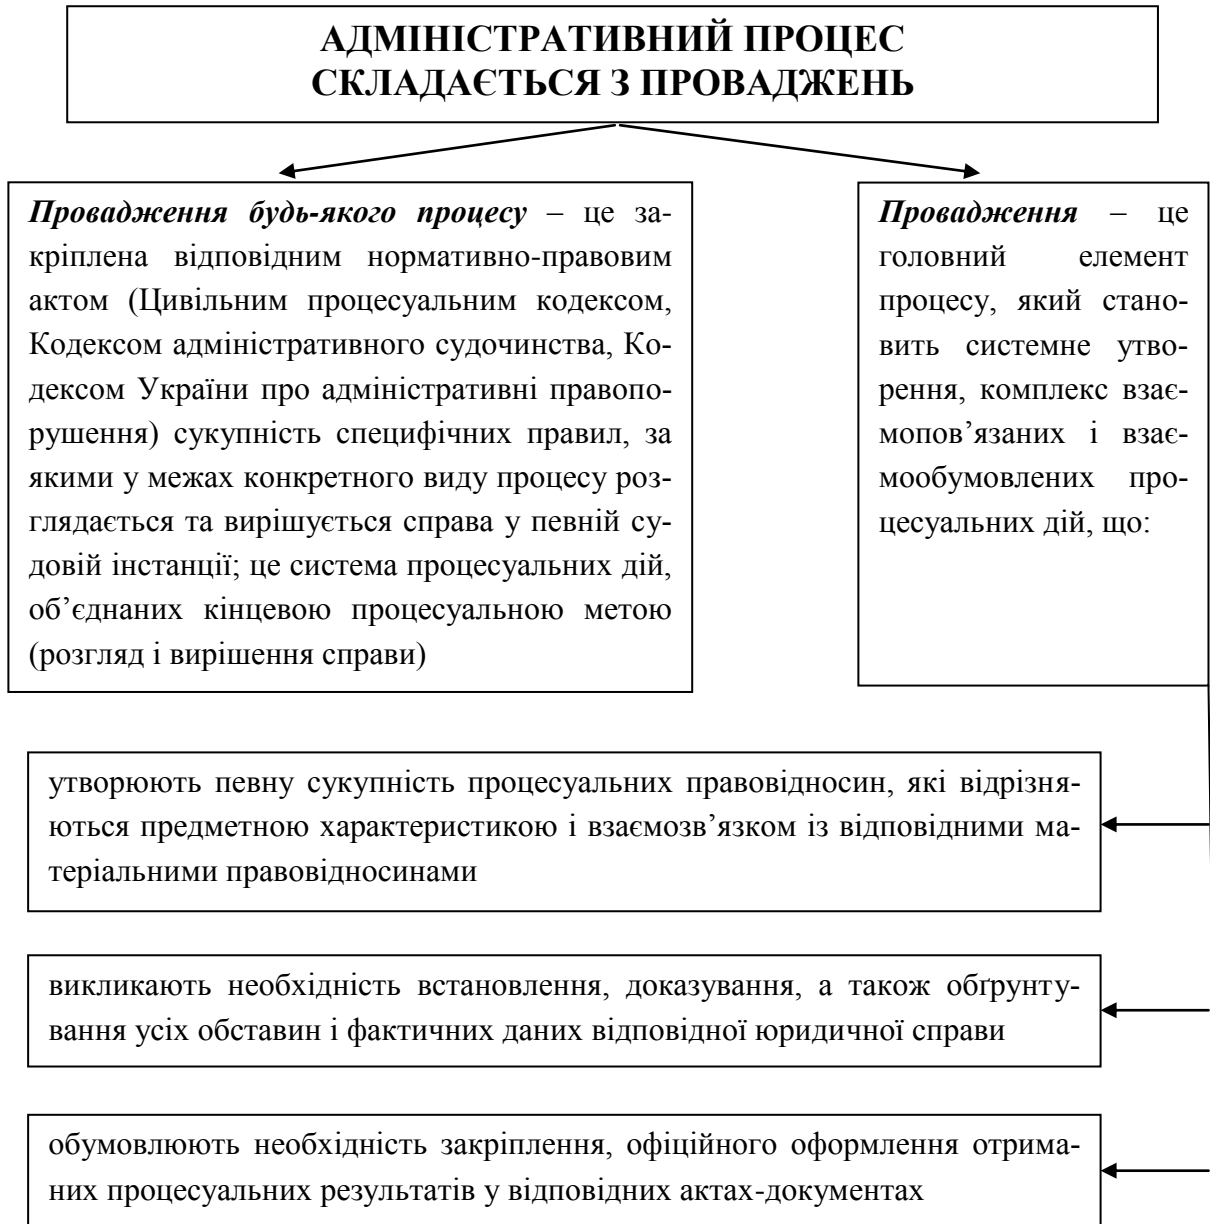 АДМІНІСТРАТИВНИЙ ПРОЦЕС
СКЛАДАЄТЬСЯ З ПРОВАДЖЕНЬ
Провадження будь-якого процесу – це за-
кріплена відповідним нормативно-правовим
актом (Цивільним процесуальним кодексом,
Кодексом адміністративного судочинства, Ко-
дексом України про адміністративні правопо-
рушення) сукупність специфічних правил, за
якими у межах конкретного виду процесу роз-
глядається та вирішується справа у певній су-
довій інстанції; це система процесуальних дій,
об’єднаних кінцевою процесуальною метою
(розгляд і вирішення справи)
Провадження – це
головний елемент
процесу, який стано-
вить системне утво-
рення, комплекс взає-
мопов’язаних і взає-
мообумовлених про-
цесуальних дій, що:
утворюють певну сукупність процесуальних правовідносин, які відрізня-
ються предметною характеристикою і взаємозв’язком із відповідними ма-
теріальними правовідносинами
викликають необхідність встановлення, доказування, а також обґрунту-
вання усіх обставин і фактичних даних відповідної юридичної справи
обумовлюють необхідність закріплення, офіційного оформлення отрима-
них процесуальних результатів у відповідних актах-документах